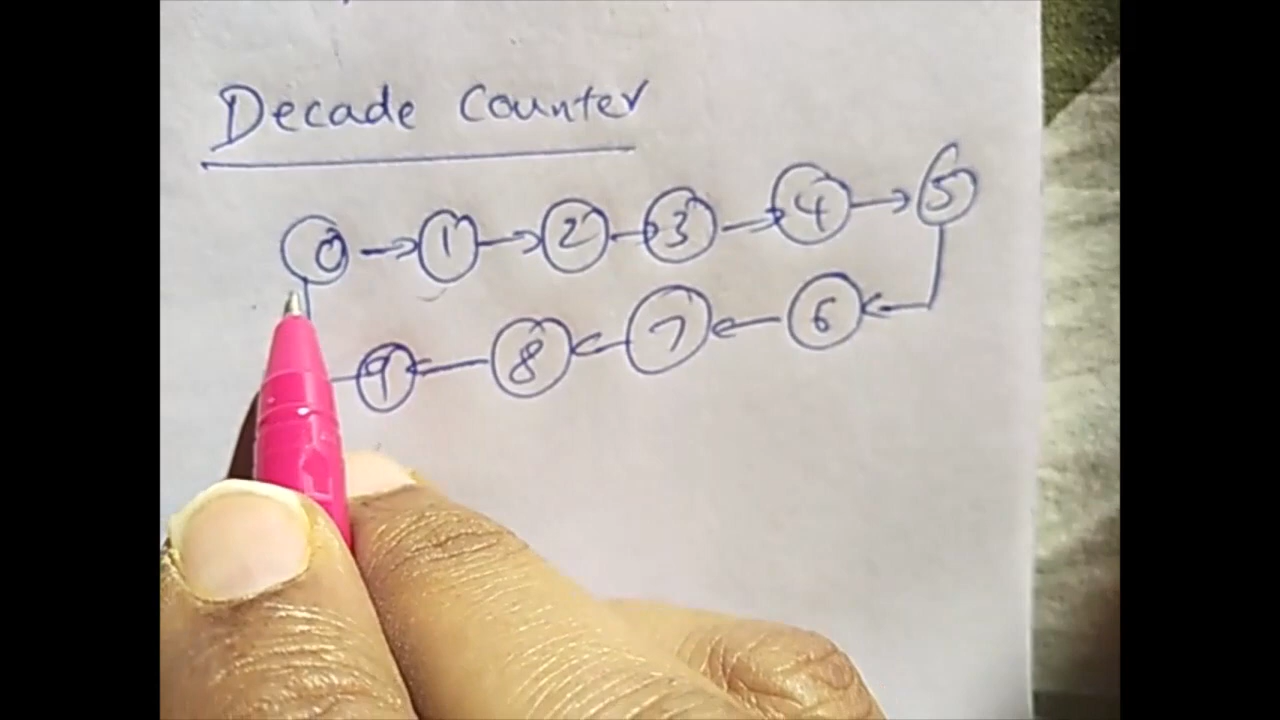 Decade Counter
0 → 1 → 2 → 3 → 4 → 5
9 ← 8 ← 7 ← 6